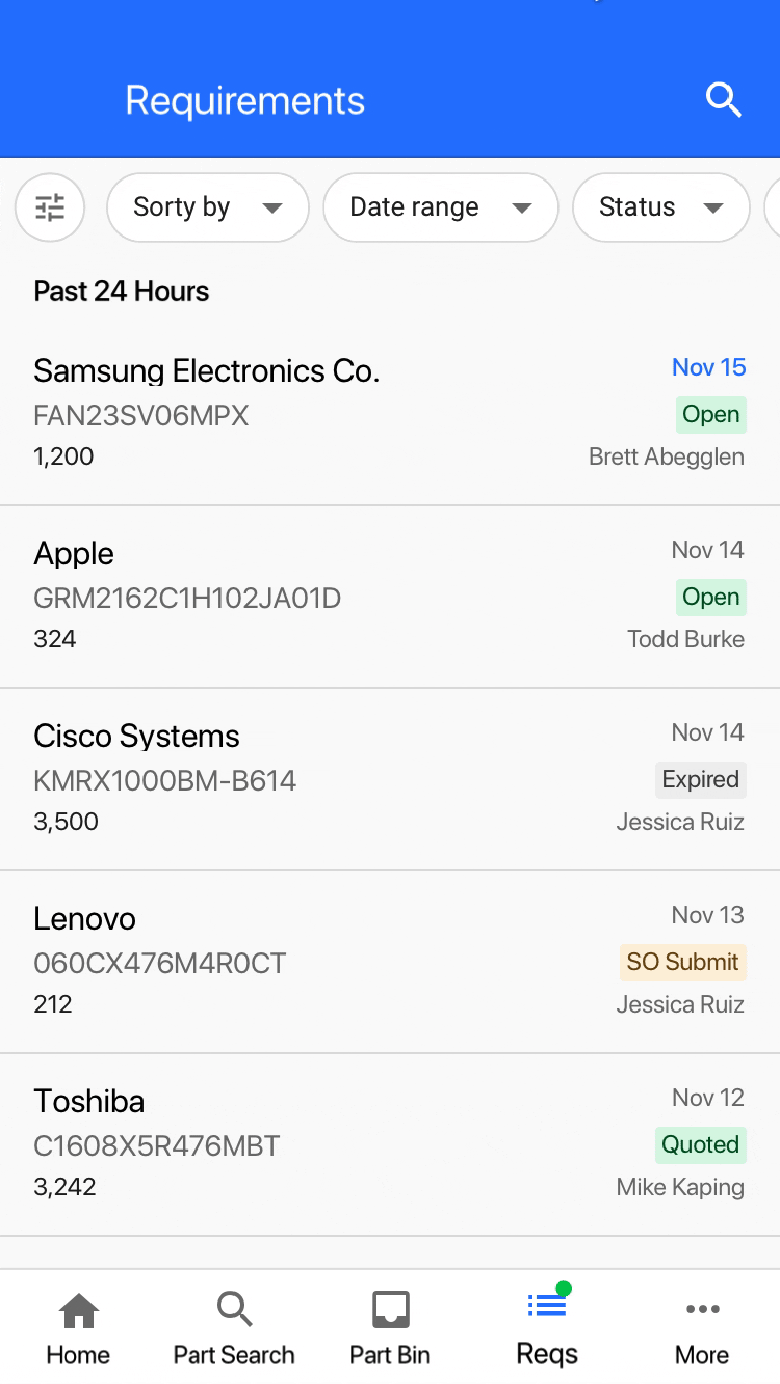 Requirements
Sorty by Date range Status
Past 24 Hours
Samsung Electronics Co. Nov 15
FAN23SV06MPX Open
1,200 Brett Abegglen
Apple Nov 14
GRM2162C1H102JA01D Open
324 Todd Burke
Cisco Systems Nov 14
KMRX1000BM-B614 Expired
3,500 Jessica Ruiz
Lenovo Nov 13
060CX476M4R0CT SO Submit
212 Jessica Ruiz
Toshiba Nov 12
C1608X5R476MBT Quoted
3,242 Mike Kaping
Home Part Search Part Bin Reqs More